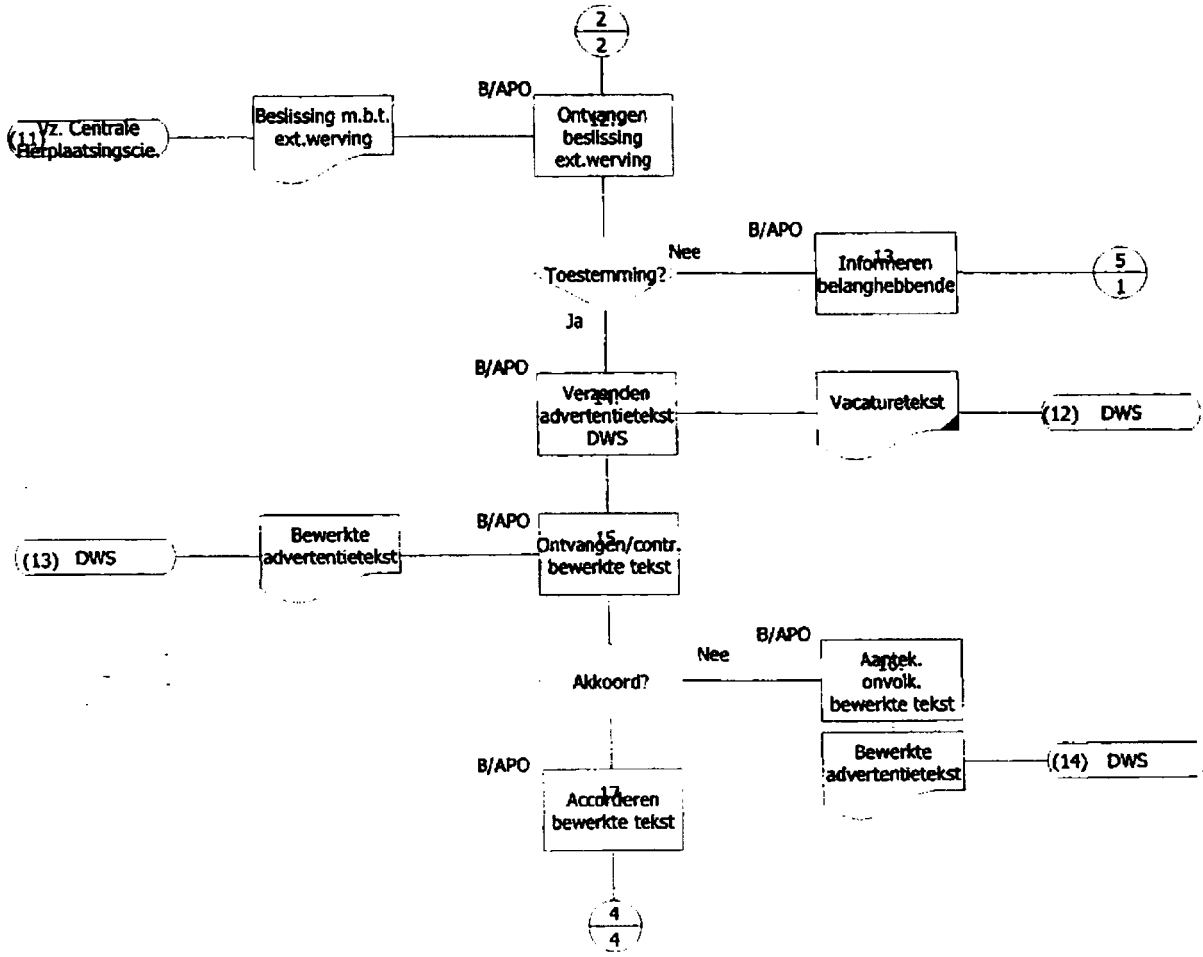 2
2
B/APO
(11) Vz. Centrale
Herplaatsingscie.
Beslissing m.b.t.
ext.werving
12.
Ontvangen
beslissing
ext.werving
Toestemming?
Nee
B/APO
13.
Informeren
belanghebbende
5
1
Ja
B/APO
14.
Verzenden
advertentietekst
DWS
Vacaturetekst
(12) DWS
(13) DWS
Bewerkte
advertentietekst
B/APO
15.
Ontvangen/contr.
bewerkte tekst
Akkoord?
Nee
B/APO
16.
Aantek.
onvolk.
bewerkte tekst
Bewerkte
advertentietekst
(14) DWS
B/APO
17.
Accorderen
bewerkte tekst
4
4